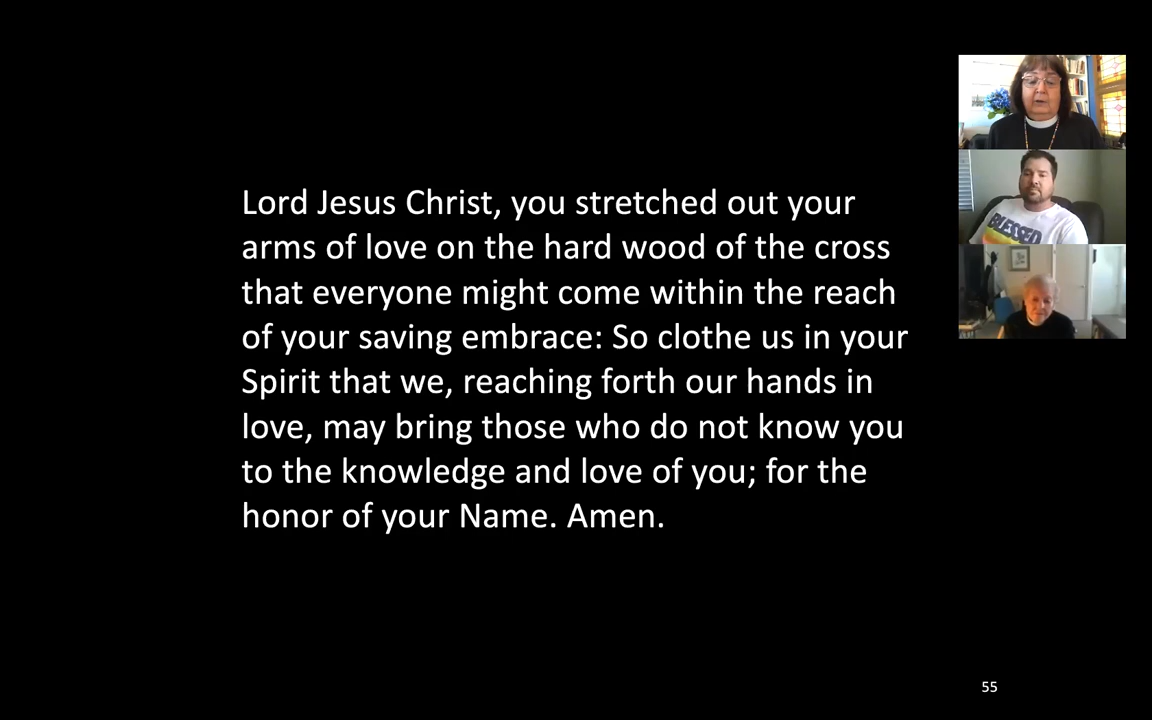 Lord Jesus Christ, you stretched out your
arms of love on the hard wood of the cross
that everyone might come within the reach
of your saving embrace: So clothe us in your
Spirit that we, reaching forth our hands in
love, may bring those who do not know you
to the knowledge and love of you; for the
honor of your Name. Amen.
BLESSED
55